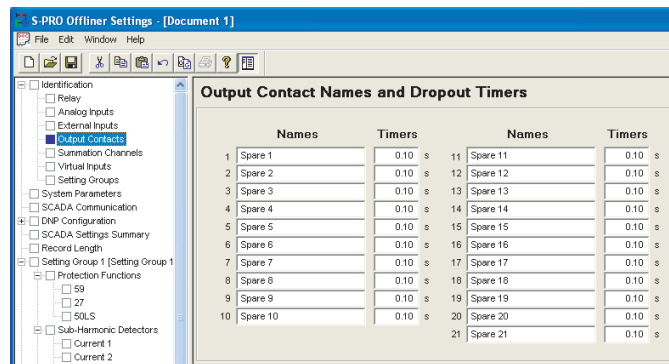 S-PRO Offliner Settings - [Document 1]
File Edit Window Help
Identification
Relay
Analog Inputs
External Inputs
Output Contacts
Summation Channels
Virtual Inputs
Setting Groups
System Parameters
SCADA Communication
DNP Configuration
SCADA Settings Summary
Record Length
Setting Group 1 [Setting Group 1
Protection Functions
59
27
50LS
Sub-Harmonic Detectors
Current 1
Current 2
Output Contact Names and Dropout Timers
Names Timers Names Timers
1 Spare 1 0.10 s 11 Spare 11 0.10 s
2 Spare 2 0.10 s 12 Spare 12 0.10 s
3 Spare 3 0.10 s 13 Spare 13 0.10 s
4 Spare 4 0.10 s 14 Spare 14 0.10 s
5 Spare 5 0.10 s 15 Spare 15 0.10 s
6 Spare 6 0.10 s 16 Spare 16 0.10 s
7 Spare 7 0.10 s 17 Spare 17 0.10 s
8 Spare 8 0.10 s 18 Spare 18 0.10 s
9 Spare 9 0.10 s 19 Spare 19 0.10 s
10 Spare 10 0.10 s 20 Spare 20 0.10 s
21 Spare 21 0.10 s